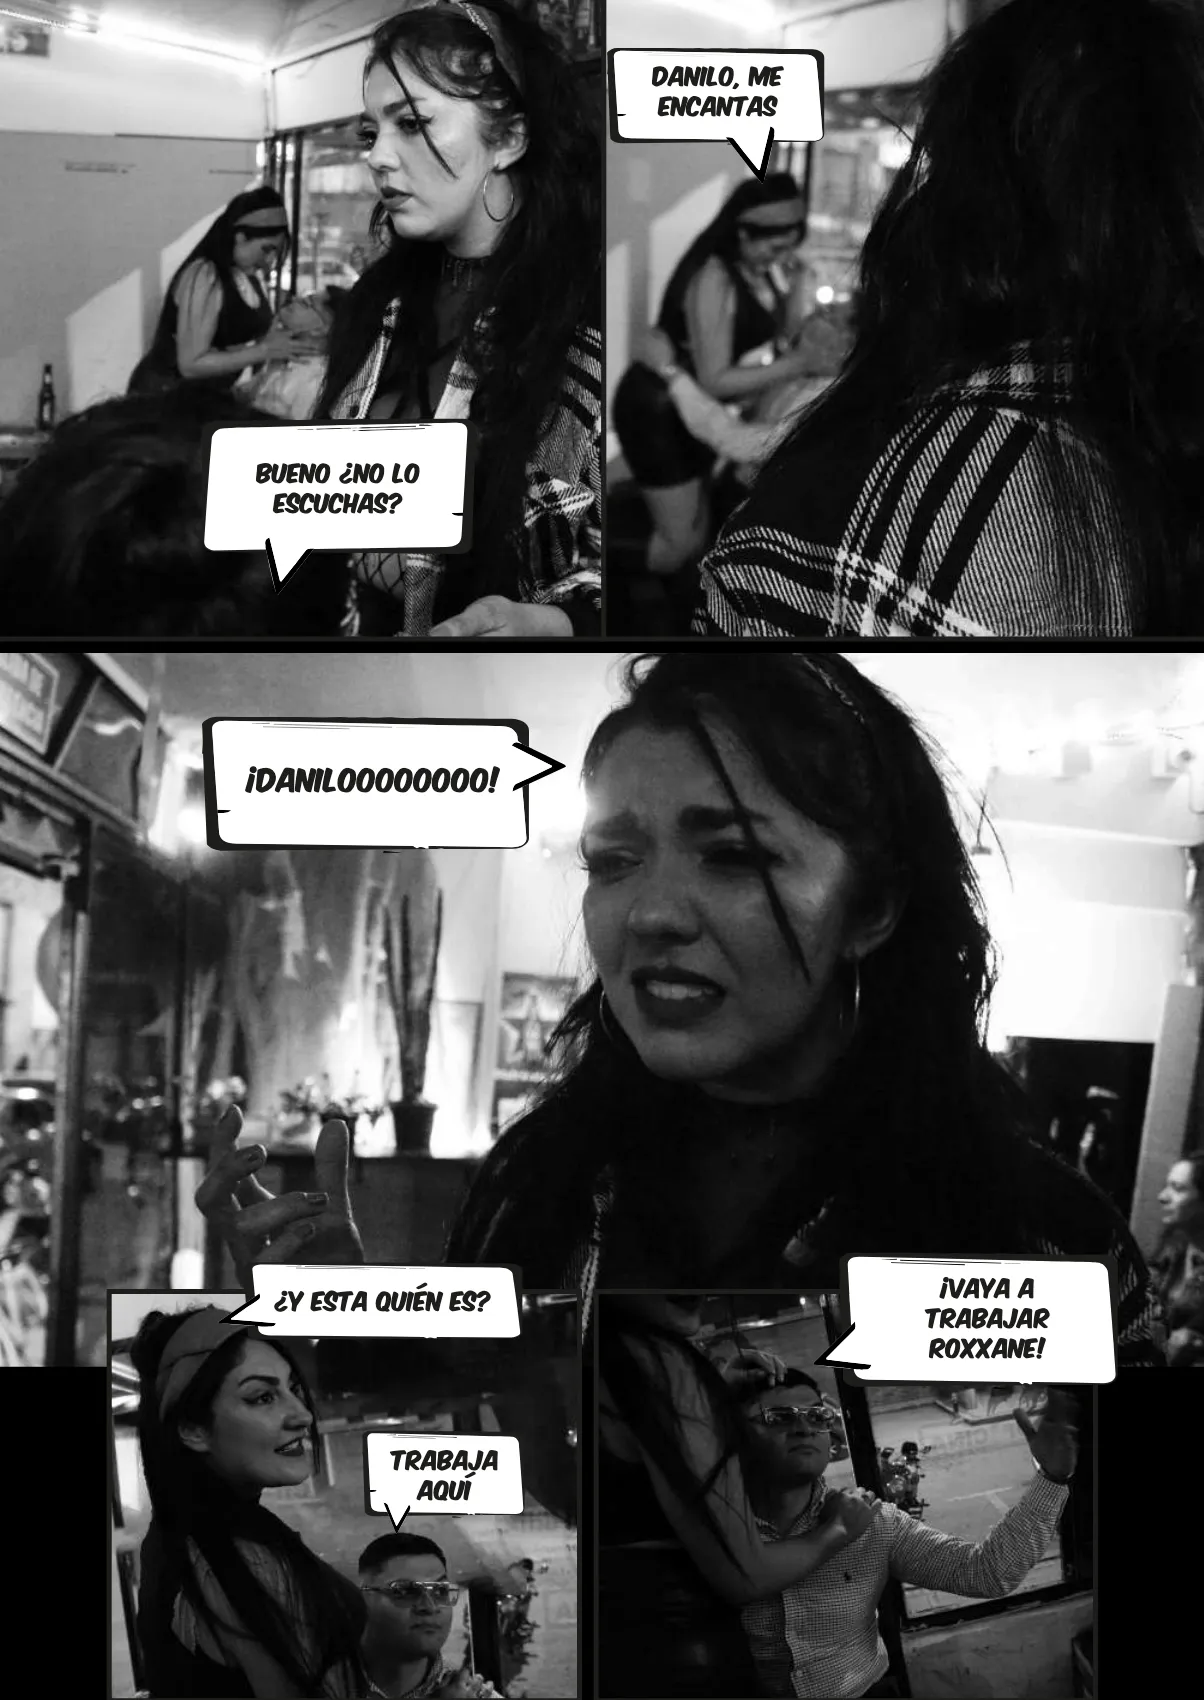 DANILO, ME
ENCANTAS
BUENO ¿NO LO
ESCUCHAS?
¡DANILOOOOOOOO!
¿Y ESTA QUIÉN ES?
TRABAJA
AQUÍ
¡VAYA A
TRABAJAR
ROXXANE!